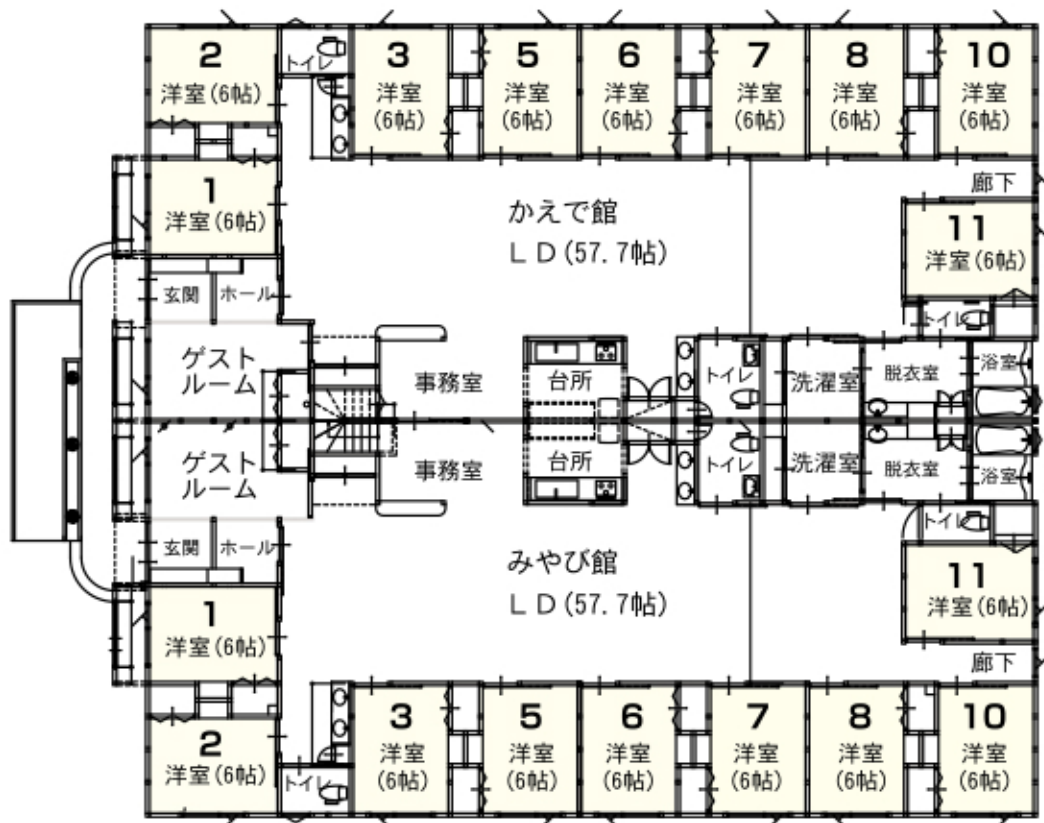 2
洋室(6帖)
トイレ
3
洋室
(6帖)
5
洋室
(6帖)
6
洋室
(6帖)
7
洋室
(6帖)
8
洋室
(6帖)
10
洋室
(6帖)
1
洋室(6帖)
かえで館
LD(57.7帖)
廊下
11
洋室(6帖)
トイレ
玄関
ホール
ゲスト
ルーム
事務室
台所
トイレ
洗濯室
脱衣室
浴室
ゲスト
ルーム
事務室
台所
トイレ
洗濯室
脱衣室
浴室
トイレ
玄関
ホール
みやび館
LD(57.7帖)
11
洋室(6帖)
廊下
1
洋室(6帖)
2
洋室(6帖)
トイレ
3
洋室
(6帖)
5
洋室
(6帖)
6
洋室
(6帖)
7
洋室
(6帖)
8
洋室
(6帖)
10
洋室
(6帖)